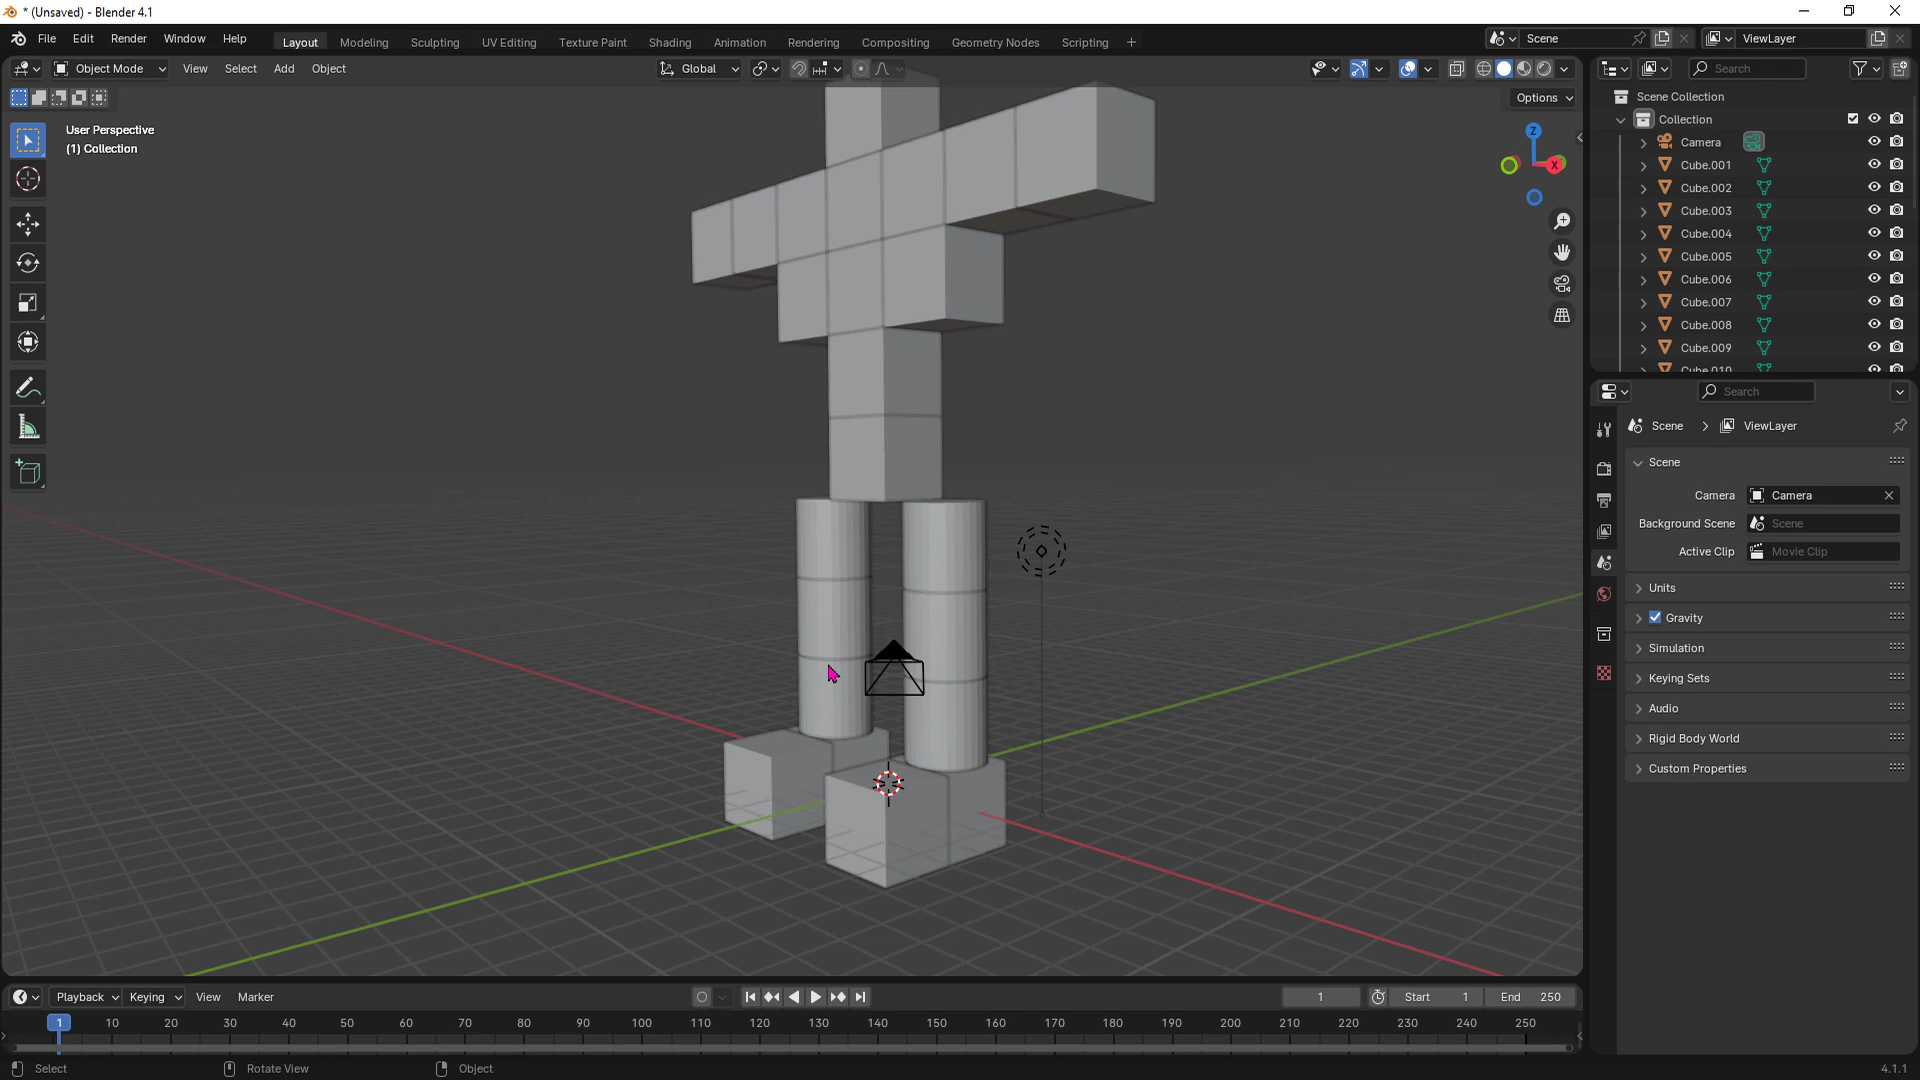 * (Unsaved) - Blender 4.1
File Edit Render Window Help
Layout Modeling Sculpting UV Editing Texture Paint Shading Animation Rendering Compositing Geometry Nodes Scripting +
Scene
ViewLayer
Object Mode View Select Add Object
Global
Search
Options
User Perspective
(1) Collection
Z
X
Scene Collection
Collection
Camera
Cube.001
Cube.002
Cube.003
Cube.004
Cube.005
Cube.006
Cube.007
Cube.008
Cube.009
Cube.010
Search
Scene > ViewLayer
Scene
Camera Camera
Background Scene Scene
Active Clip Movie Clip
Units
Gravity
Simulation
Keying Sets
Audio
Rigid Body World
Custom Properties
Playback Keying View Marker
1
Start 1
End 250
1 10 20 30 40 50 60 70 80 90 100 110 120 130 140 150 160 170 180 190 200 210 220 230 240 250
Select Rotate View Object
4.1.1